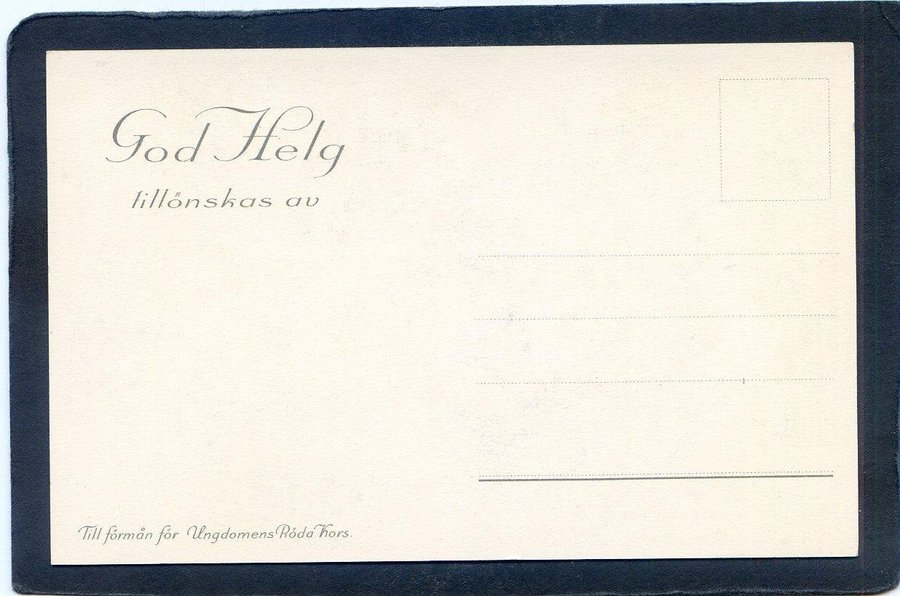 God Helg
tillönskas av
Till förmån för Ungdomens Röda Kors.